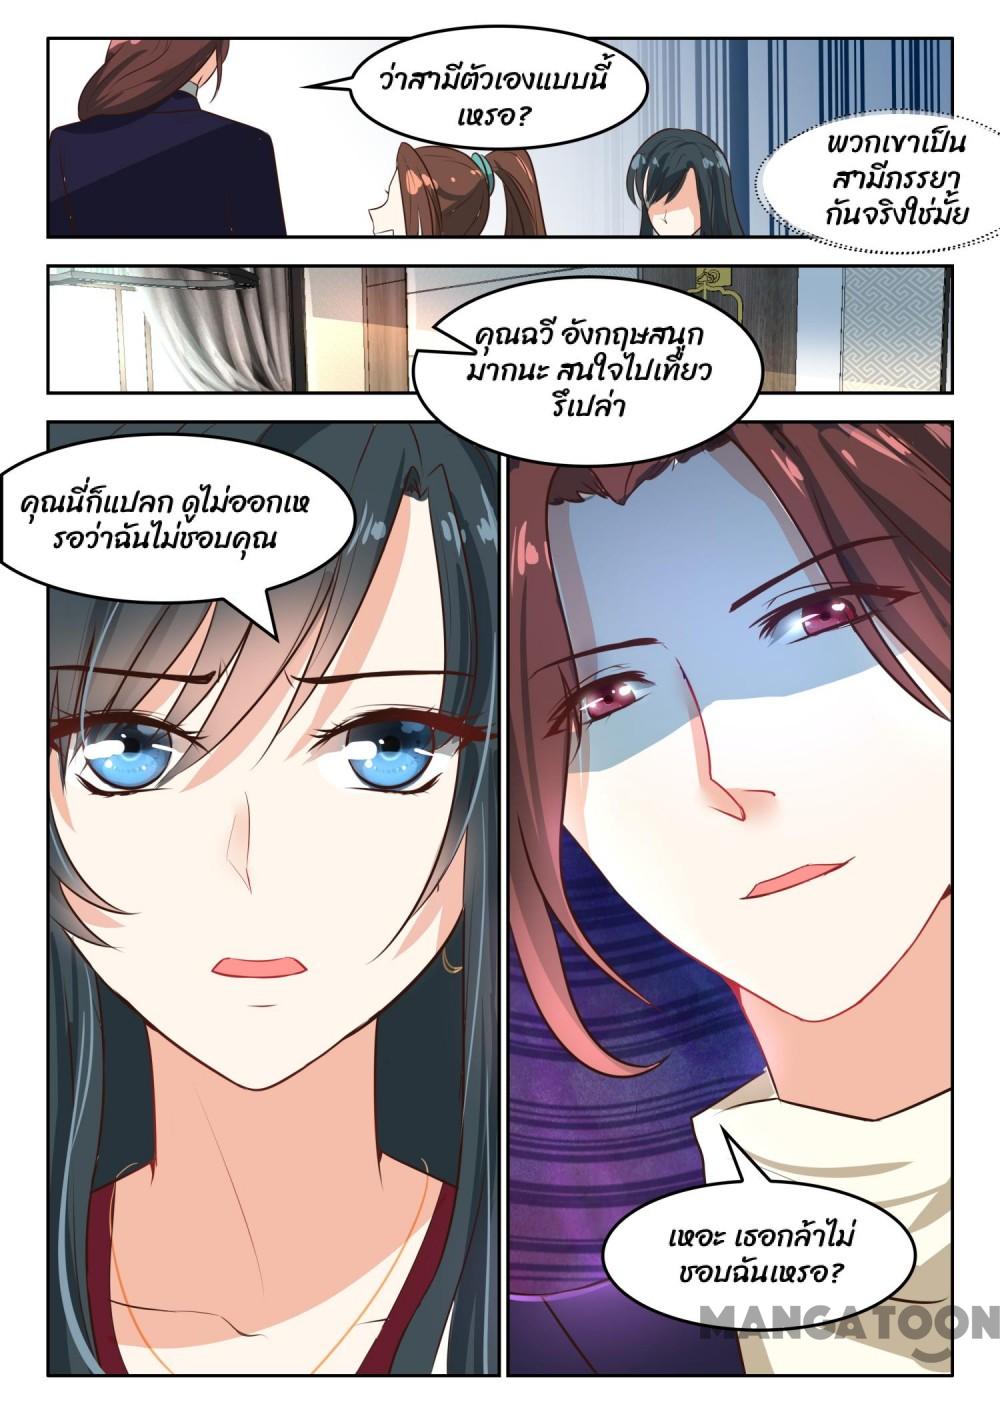 ว่าสามีตัวเองแบบนี้
เหรอ?
พวกเขาเป็น
สามีภรรยา
กันจริงใช่มั้ย
คุณฉวี อังกฤษสนุก
มากนะ สนใจไปเที่ยว
รึเปล่า
คุณนี่ก็แปลก ดูไม่ออกเห
รอว่าฉันไม่ชอบคุณ
เหอะ เธอกล้าไม่
ชอบฉันเหรอ?
MANGATOON